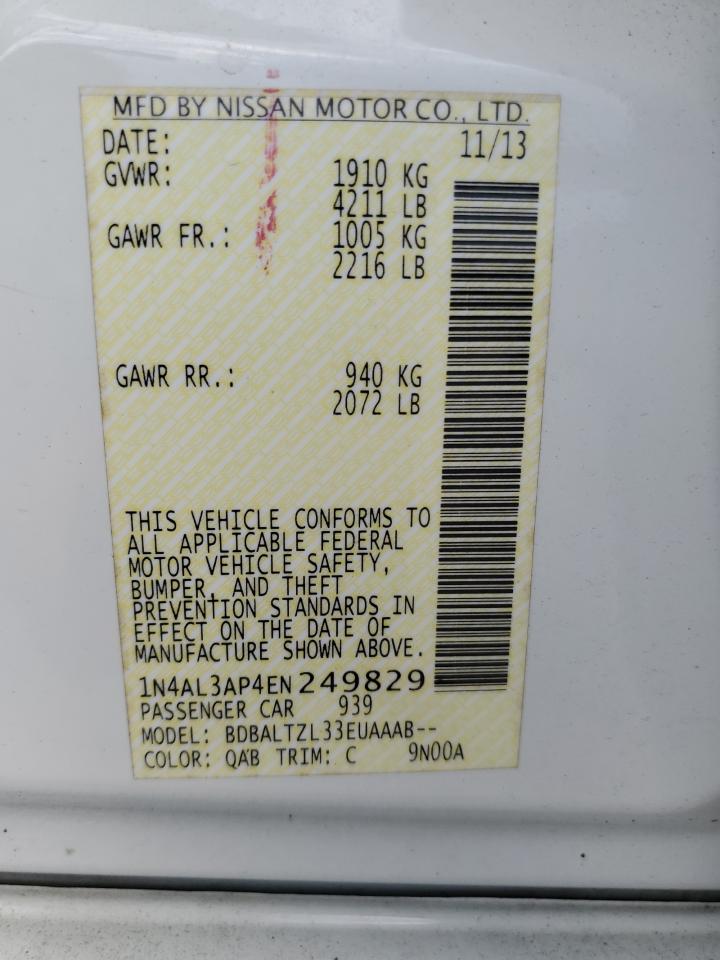 MFD BY NISSAN MOTOR CO., LTD.
DATE: 11/13
GVWR: 1910 KG
4211 LB
GAWR FR.: 1005 KG
2216 LB
GAWR RR.: 940 KG
2072 LB
THIS VEHICLE CONFORMS TO
ALL APPLICABLE FEDERAL
MOTOR VEHICLE SAFETY,
BUMPER, AND THEFT
PREVENTION STANDARDS IN
EFFECT ON THE DATE OF
MANUFACTURE SHOWN ABOVE.
1N4AL3AP4EN249829
PASSENGER CAR 939
MODEL: BDBALTZL33EUAAAB--
COLOR: QAB TRIM: C 9N00A